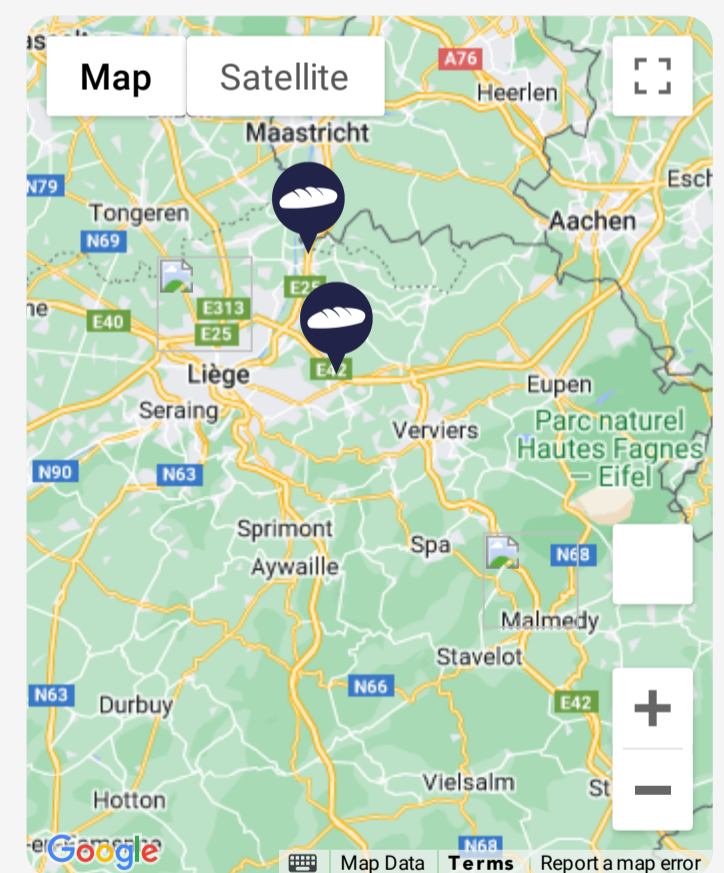 Map
Satellite
A76
Heerlen
Maastricht
N79
Esch
Tongeren
Aachen
N69
E25
E313
E40
E25
E42
Liège
Eupen
Seraing
Verviers
Parc naturel
Hautes Fagnes
– Eifel
N90
N63
Sprimont
Spa
N68
Aywaille
Malmedy
Stavelot
N66
N63
E42
Durbuy
Vielsalm
St
Hotton
N68
Google
Map Data
Terms
Report a map error